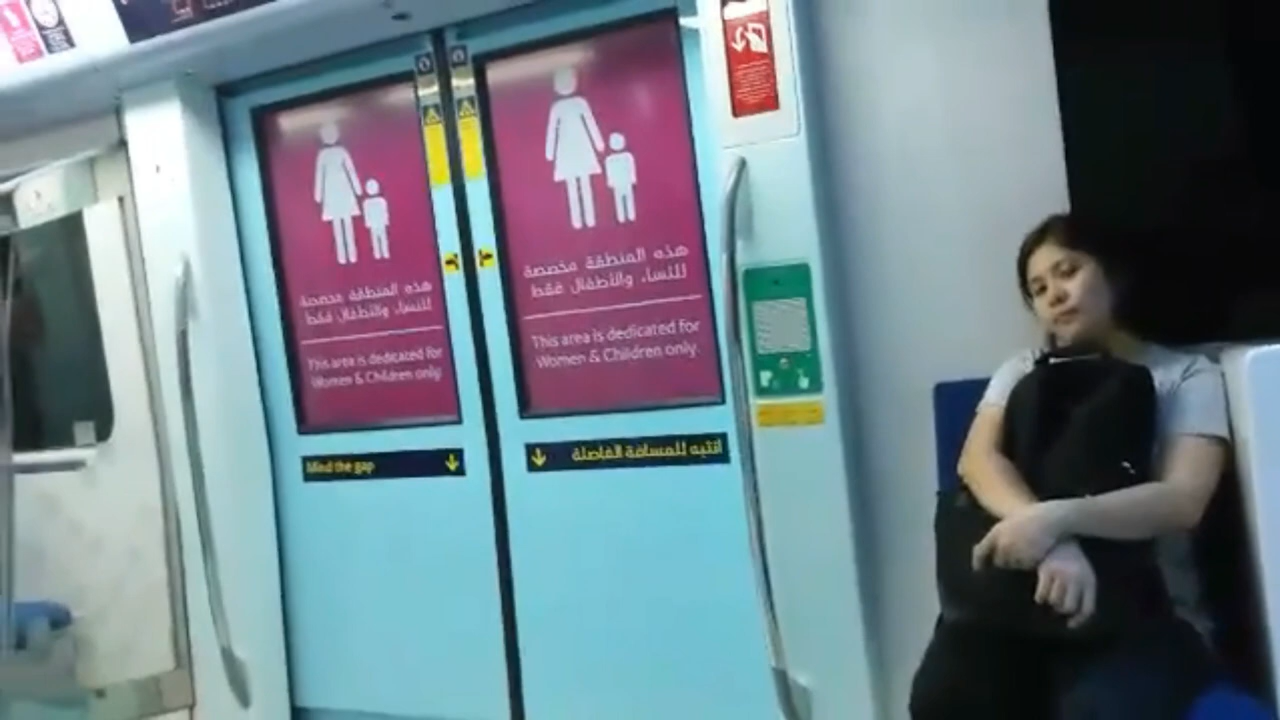 هذه المنطقة مخصصة
للنساء والأطفال فقط
This area is dedicated for
Women & Children only.
هذه المنطقة مخصصة
للنساء، والأطفال فقط
This area is dedicated for
Women & Children only.
Mind the gap
انتبه للمسافة الفاصلة